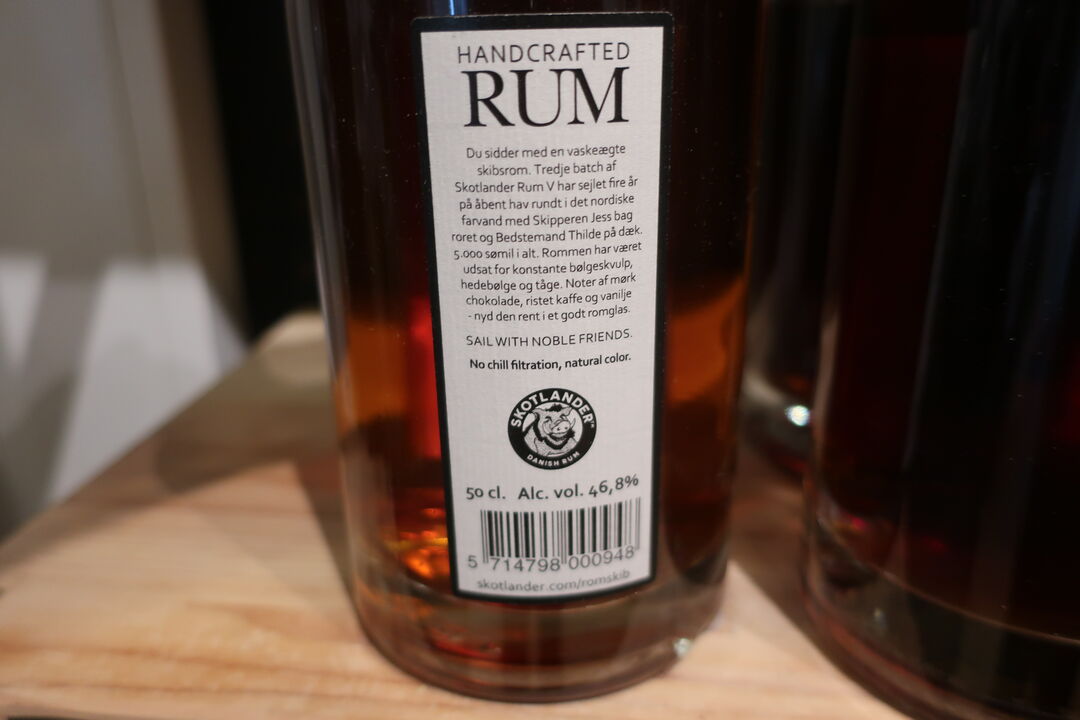 HANDCRAFTED
RUM
Du sidder med en vaskeægte
skibsrom. Tredje batch af
Skotlander Rum V har sejlet fire år
på åbent hav rundt i det nordiske
farvand med Skipperen Jess bag
roret og Bedstemand Thilde på dæk.
5.000 sømil i alt. Rommen har været
udsat for konstante bølgeskvulp,
hedebølge og tåge. Noter af mørk
chokolade, ristet kaffe og vanilje
- nyd den rent i et godt romglas.
SAIL WITH NOBLE FRIENDS.
No chill filtration, natural color.
SKOTLANDER™
DANISH RUM
50 cl. Alc. vol. 46,8%
5 714798 000948
skotlander.com/romskib